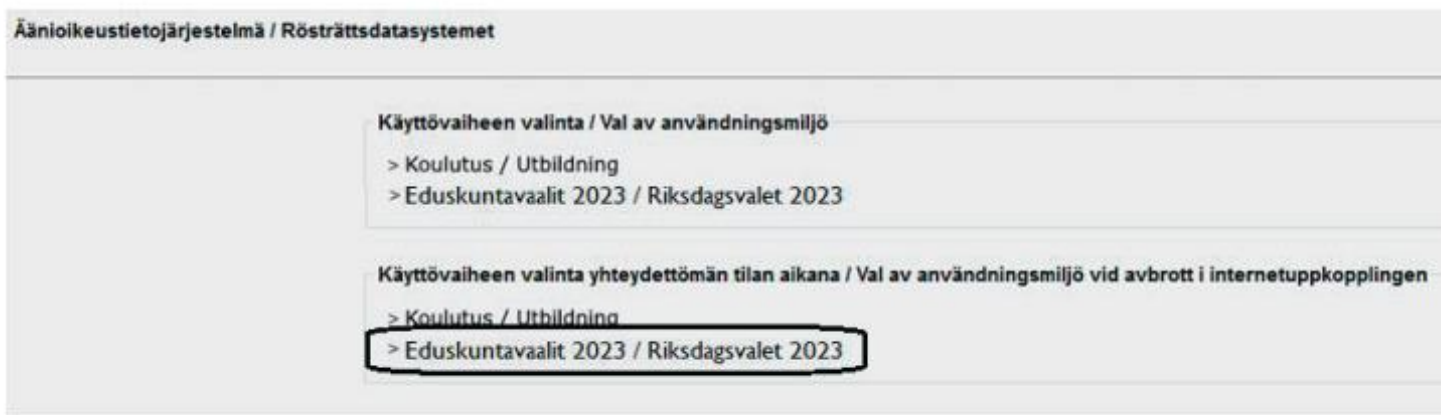 Äänioikeustietojärjestelmä / Rösträttsdatasystemet
Käyttövaiheen valinta / Val av användningsmiljö
> Koulutus / Utbildning
> Eduskuntavaalit 2023 / Riksdagsvalet 2023
Käyttövaiheen valinta yhteydettömän tilan aikana / Val av användningsmiljö vid avbrott i internetuppkopplingen
> Koulutus / Utbildning
> Eduskuntavaalit 2023 / Riksdagsvalet 2023